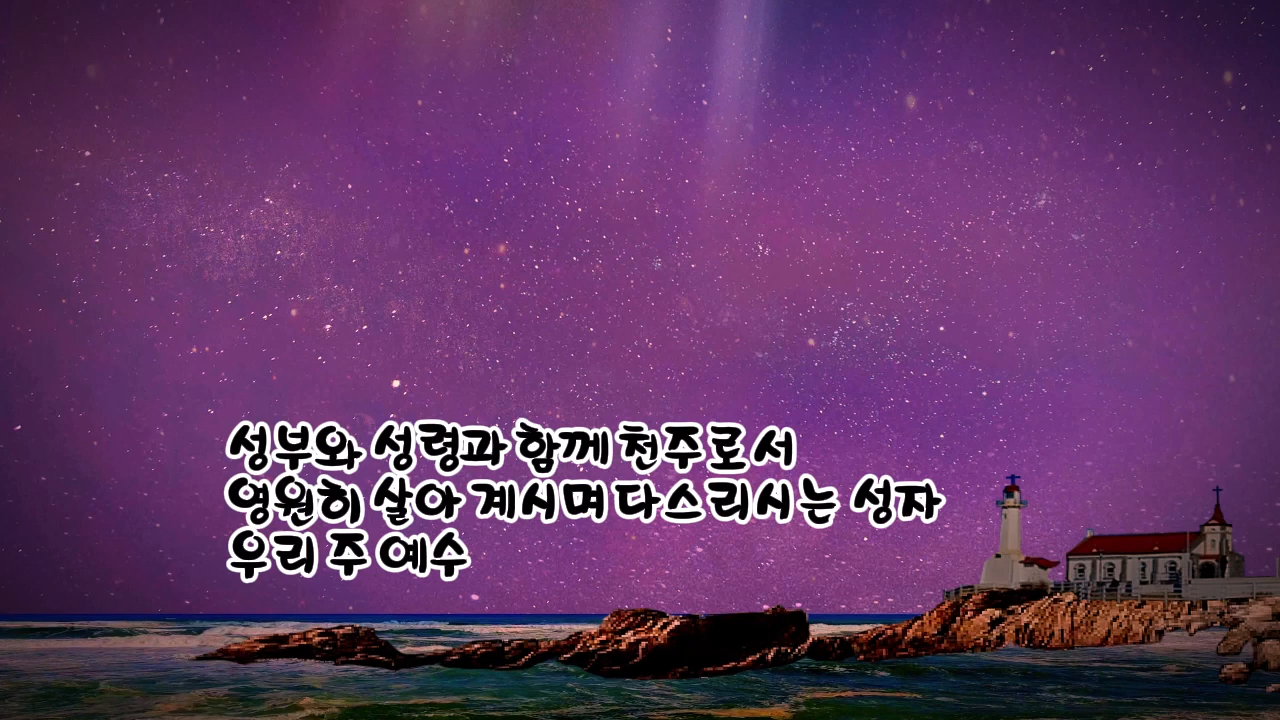 성부와 성령과 함께 천주로서
영원히 살아 계시며 다스리시는 성자
우리 주 예수